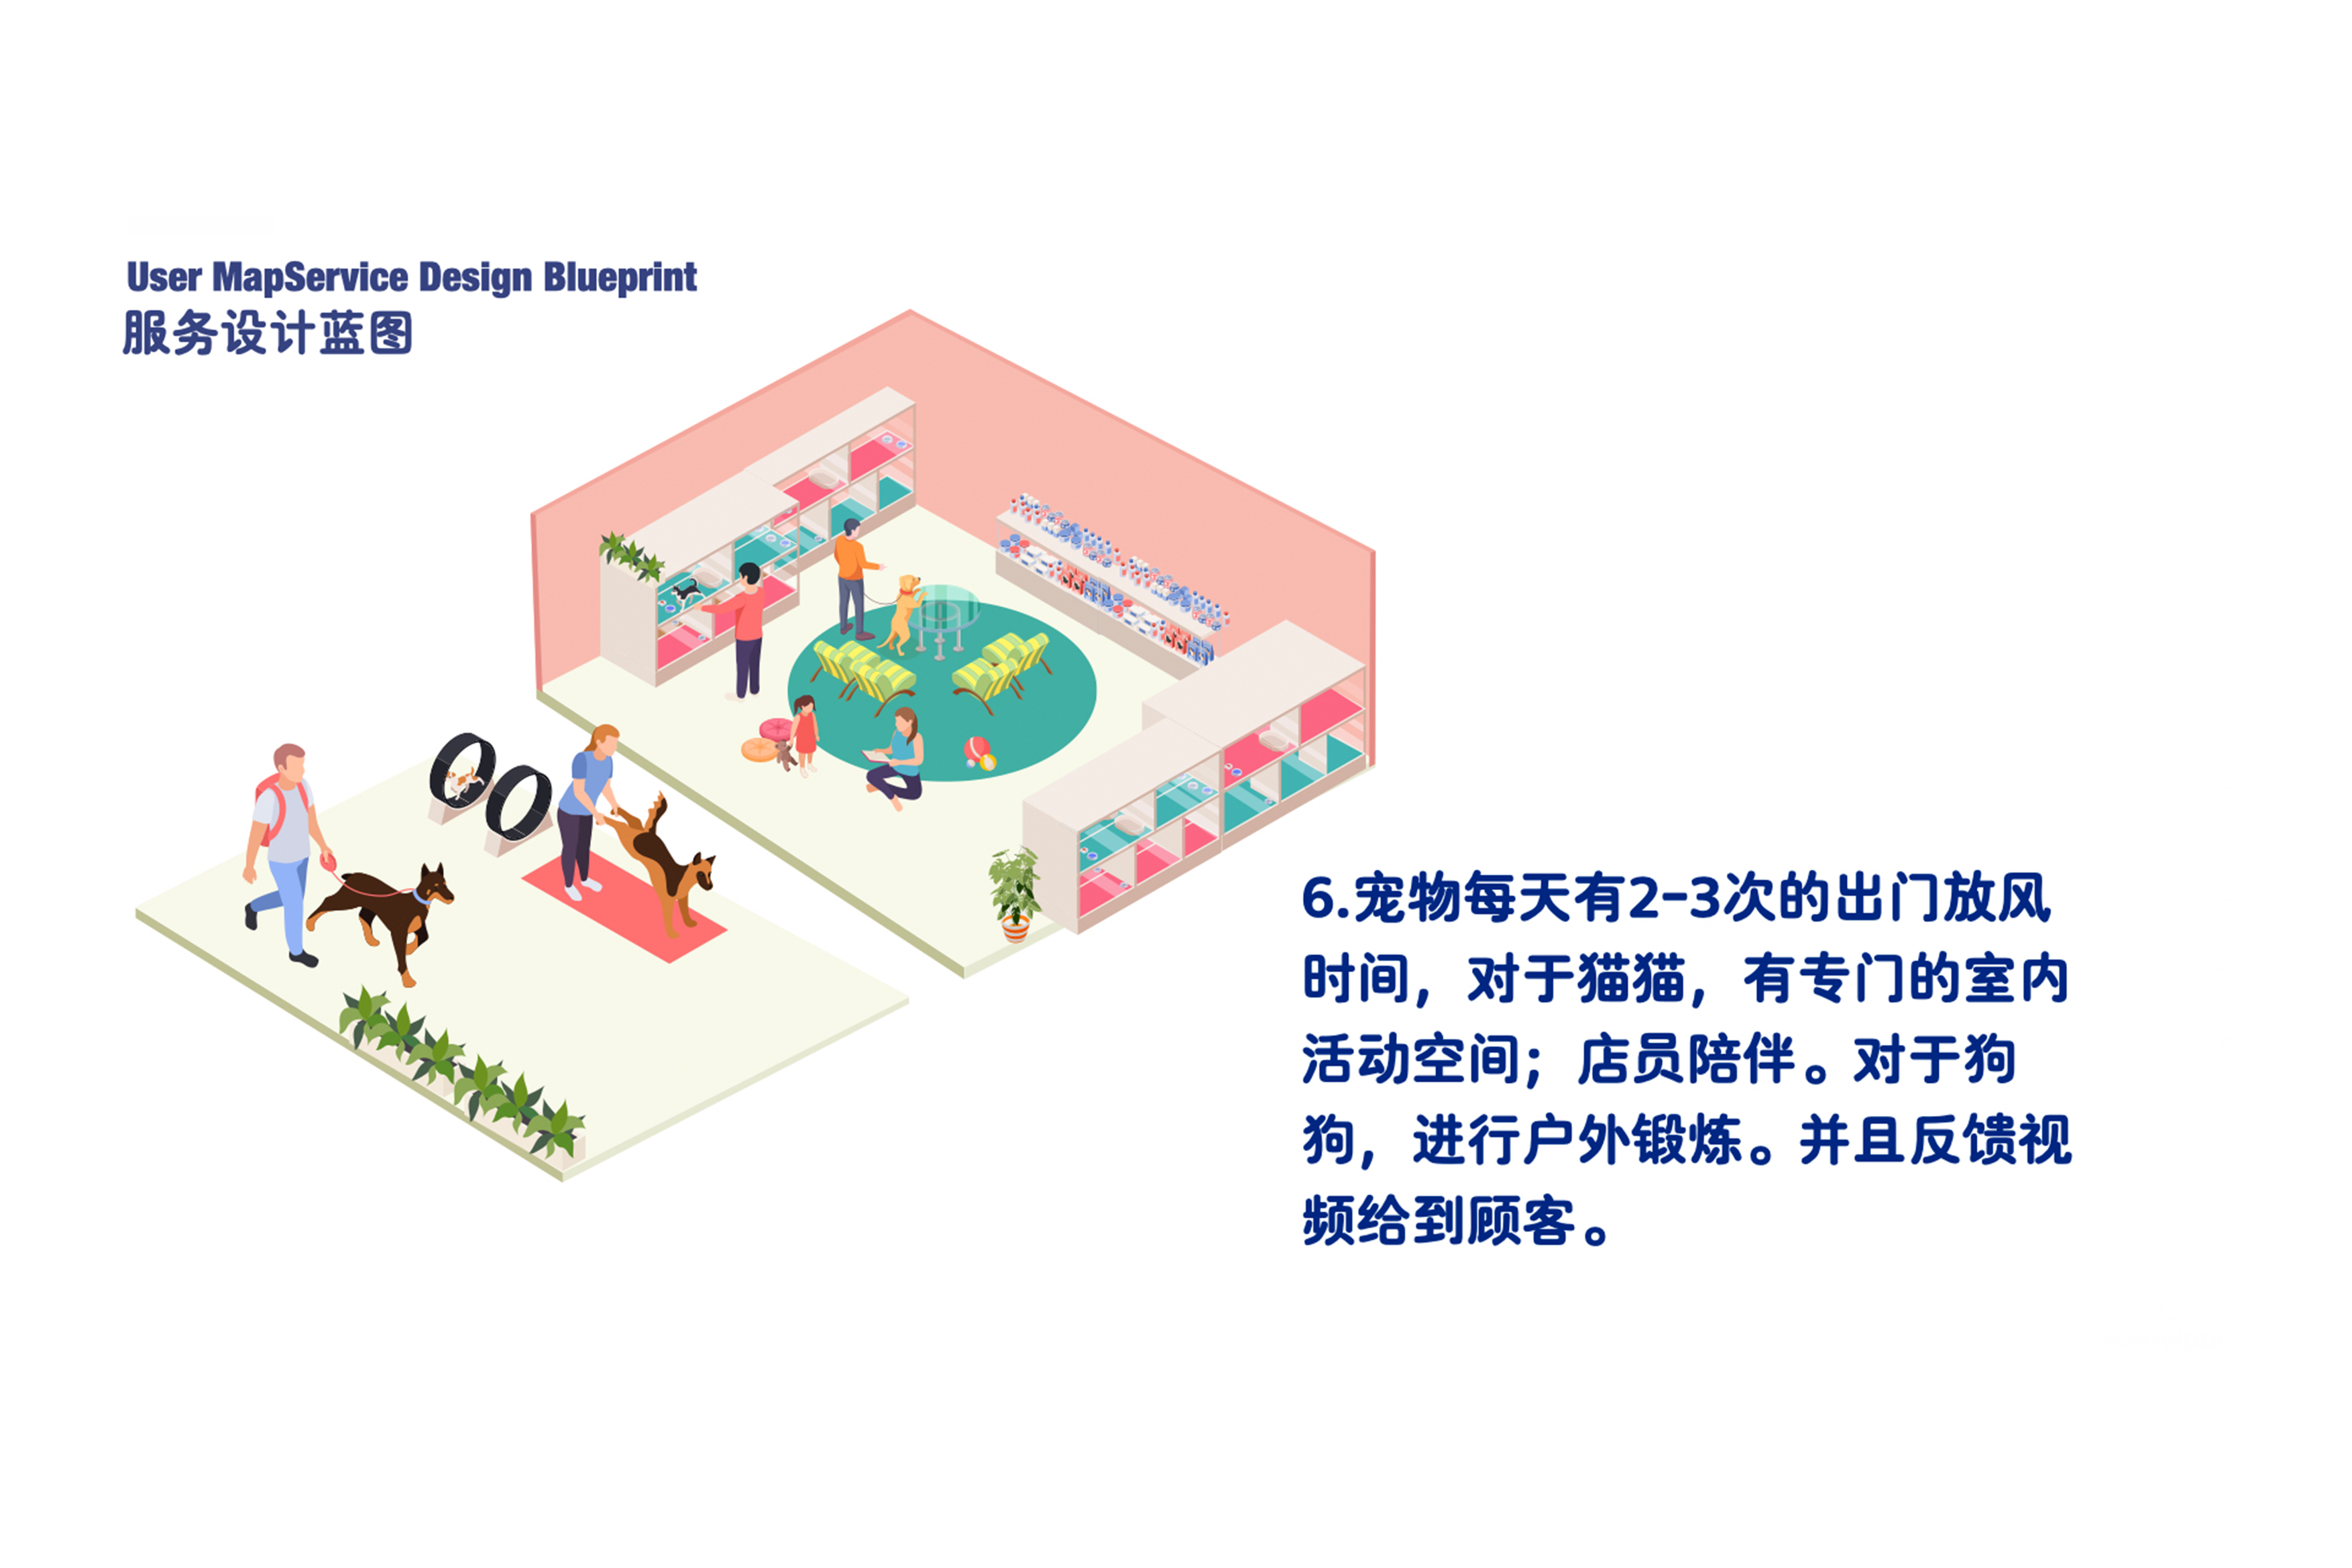 User MapService Design Blueprint
服务设计蓝图
6.宠物每天有2-3次的出门放风
时间，对于猫猫，有专门的室内
活动空间；店员陪伴。对于狗
狗，进行户外锻炼。并且反馈视
频给到顾客。